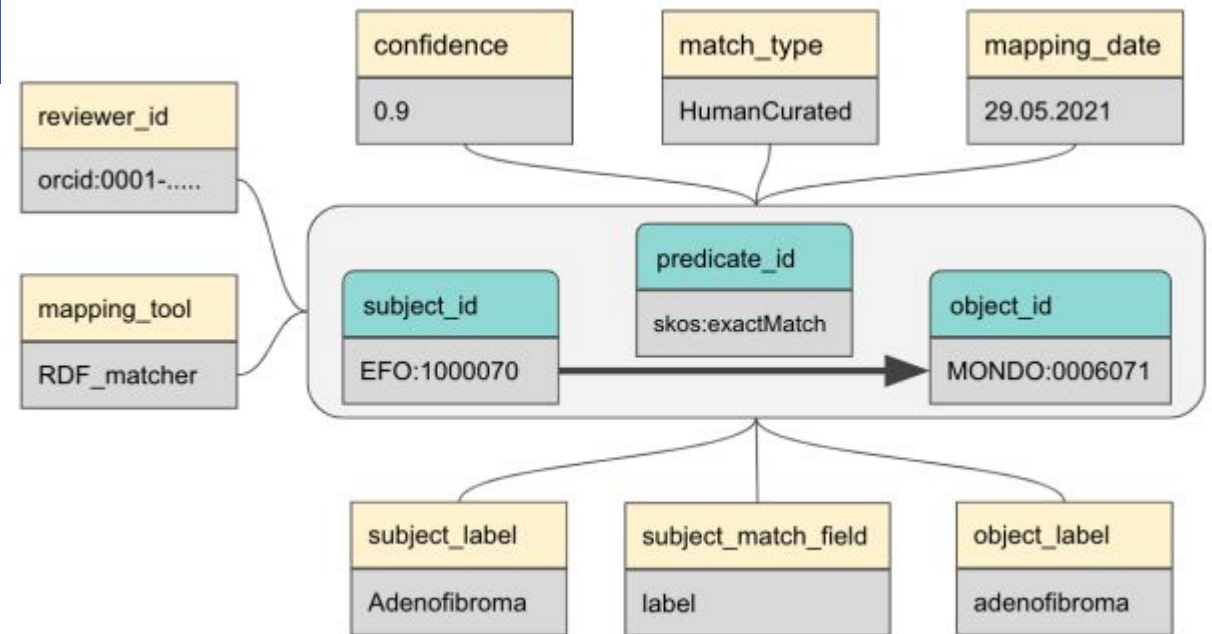 confidence
0.9
match_type
HumanCurated
mapping_date
29.05.2021
reviewer_id
orcid:0001-.....
mapping_tool
RDF_matcher
subject_id
EFO:1000070
predicate_id
skos:exactMatch
object_id
MONDO:0006071
subject_label
Adenofibroma
subject_match_field
label
object_label
adenofibroma